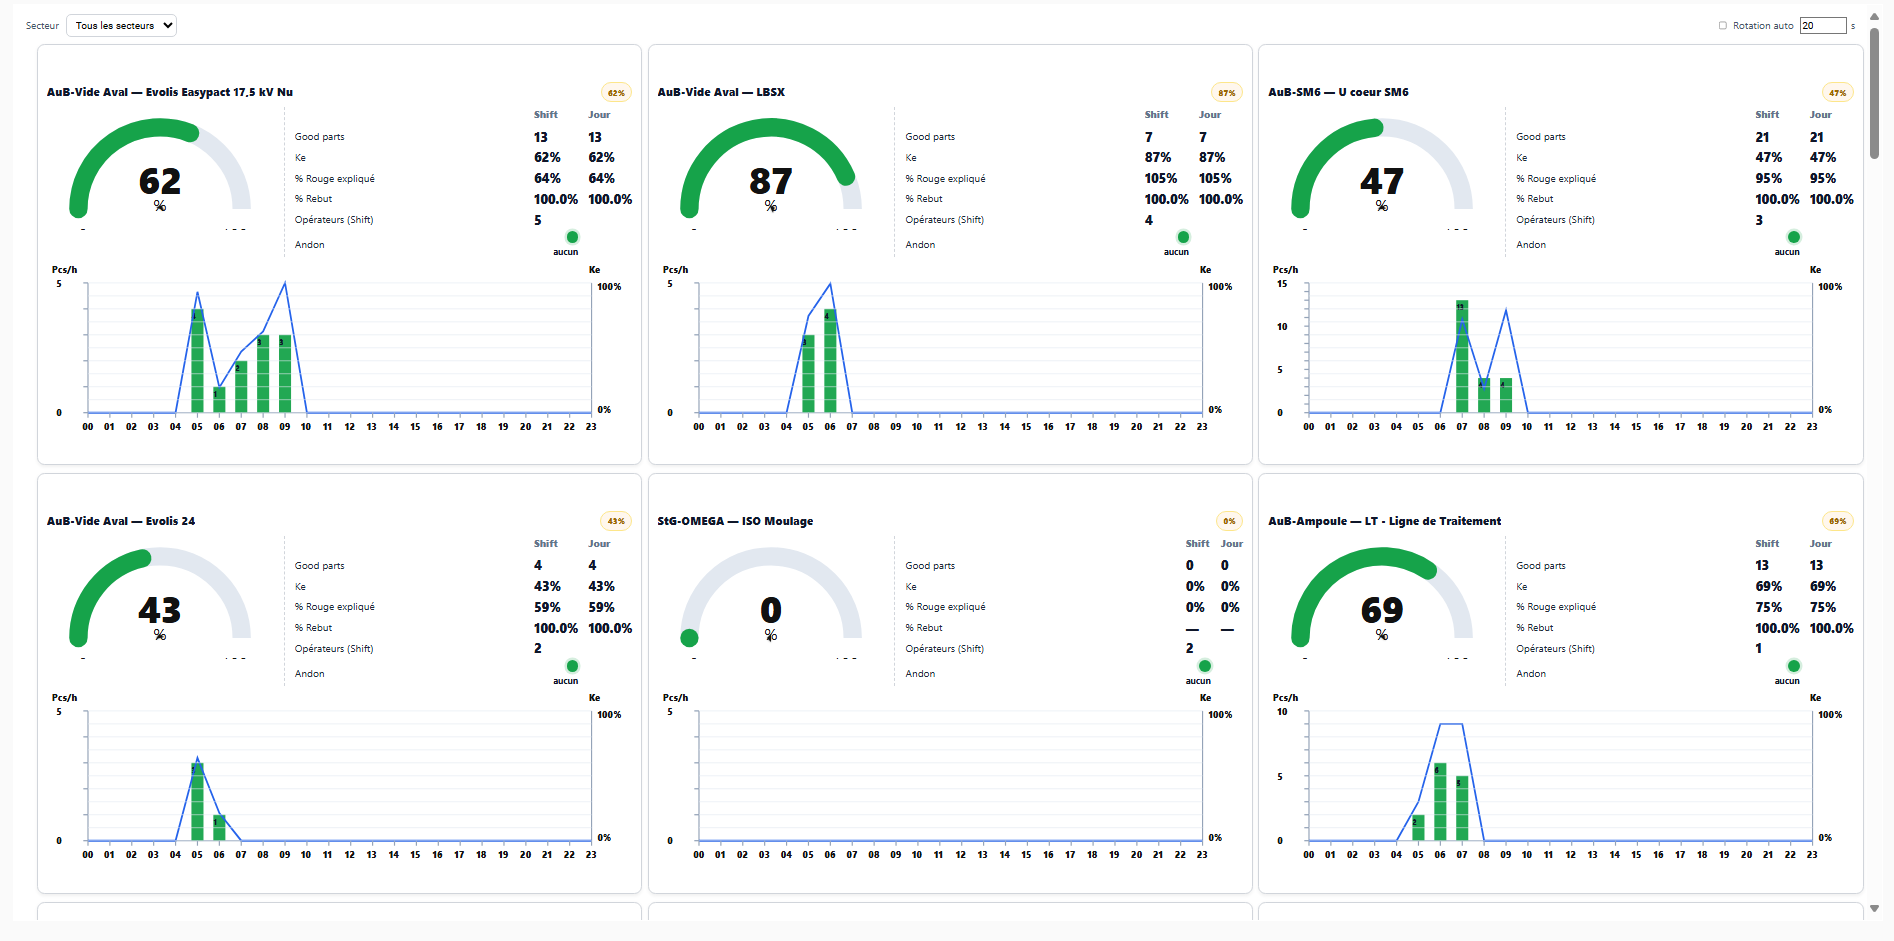 Secteur Tous les secteurs Rotation auto 20 s
AuB-Vide Aval — Evolis Easypact 17,5 kV Nu 62%
Shift Jour
Good parts 13 13
Ke 62% 62%
% Rouge expliqué 64% 64%
% Rebut 100.0% 100.0%
Opérateurs (Shift) 5
Andon
aucun
62
%
Pcs/h Ke
5 100%
4 1 2 3 3
0 0%
00 01 02 03 04 05 06 07 08 09 10 11 12 13 14 15 16 17 18 19 20 21 22 23
AuB-Vide Aval — LBSX 87%
Shift Jour
Good parts 7 7
Ke 87% 87%
% Rouge expliqué 105% 105%
% Rebut 100.0% 100.0%
Opérateurs (Shift) 4
Andon
aucun
87
%
Pcs/h Ke
5 100%
3 4
0 0%
00 01 02 03 04 05 06 07 08 09 10 11 12 13 14 15 16 17 18 19 20 21 22 23
AuB-SM6 — U coeur SM6 47%
Shift Jour
Good parts 21 21
Ke 47% 47%
% Rouge expliqué 95% 95%
% Rebut 100.0% 100.0%
Opérateurs (Shift) 3
Andon
aucun
47
%
Pcs/h Ke
15 100%
10
5
13 4 4
0 0%
00 01 02 03 04 05 06 07 08 09 10 11 12 13 14 15 16 17 18 19 20 21 22 23
AuB-Vide Aval — Evolis 24 43%
Shift Jour
Good parts 4 4
Ke 43% 43%
% Rouge expliqué 59% 59%
% Rebut 100.0% 100.0%
Opérateurs (Shift) 2
Andon
aucun
43
%
Pcs/h Ke
5 100%
3 1
0 0%
00 01 02 03 04 05 06 07 08 09 10 11 12 13 14 15 16 17 18 19 20 21 22 23
StG-OMEGA — ISO Moulage 0%
Shift Jour
Good parts 0 0
Ke 0% 0%
% Rouge expliqué 0% 0%
% Rebut — —
Opérateurs (Shift) 2
Andon
aucun
0
%
Pcs/h Ke
5 100%
0 0%
00 01 02 03 04 05 06 07 08 09 10 11 12 13 14 15 16 17 18 19 20 21 22 23
AuB-Ampoule — LT - Ligne de Traitement 69%
Shift Jour
Good parts 13 13
Ke 69% 69%
% Rouge expliqué 75% 75%
% Rebut 100.0% 100.0%
Opérateurs (Shift) 1
Andon
aucun
69
%
Pcs/h Ke
10 100%
5
2 6 5
0 0%
00 01 02 03 04 05 06 07 08 09 10 11 12 13 14 15 16 17 18 19 20 21 22 23